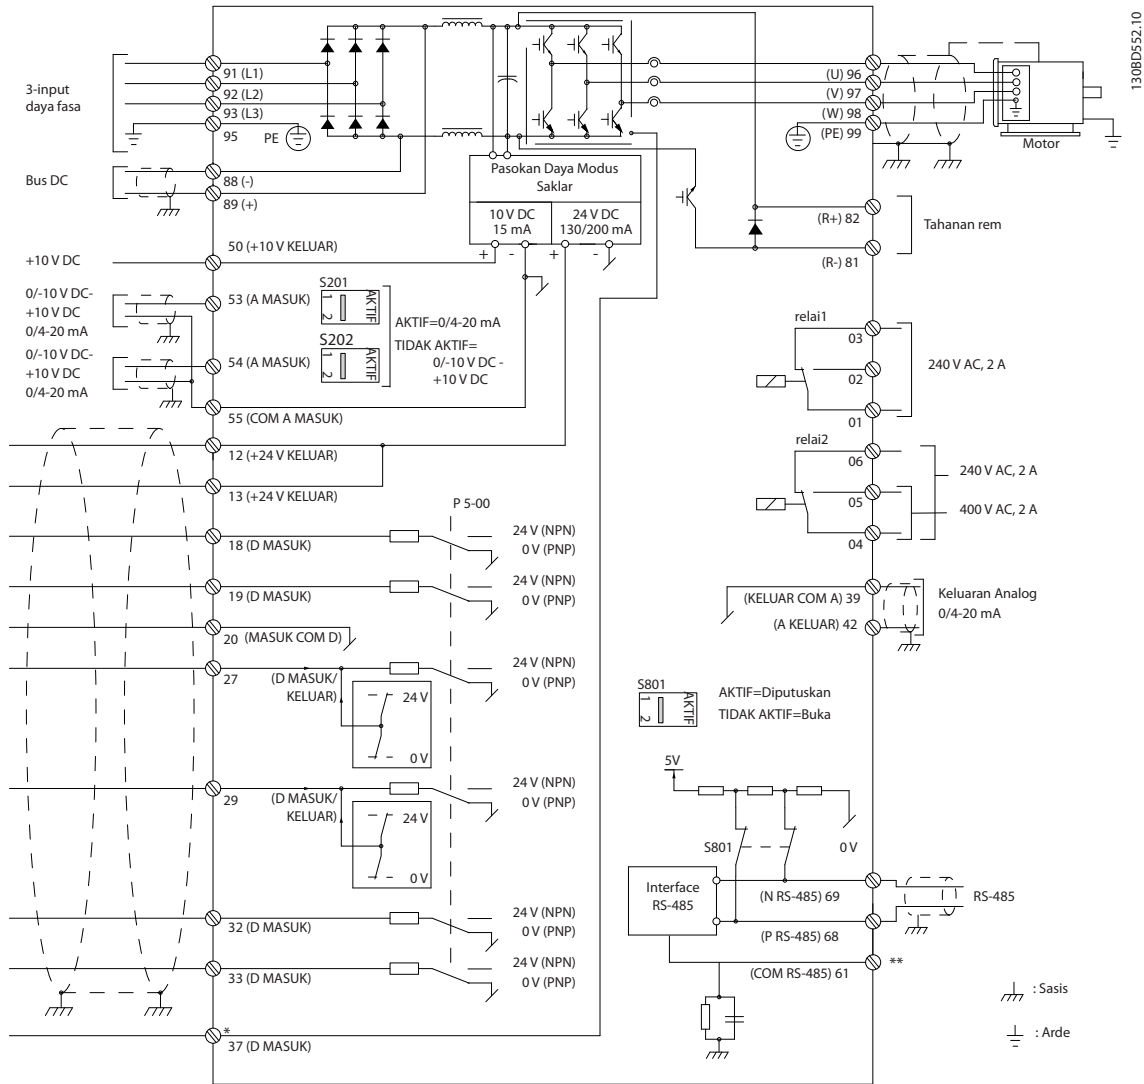 130BD552.10
3-input
daya fasa
91 (L1)
92 (L2)
93 (L3)
95
PE
(U) 96
(V) 97
(W) 98
(PE) 99
Motor
Bus DC
88 (-)
89 (+)
Pasokan Daya Modus
Saklar
10 V DC
15 mA
24 V DC
130/200 mA
+ - + -
(R+) 82
Tahanan rem
(R-) 81
+10 V DC
50 (+10 V KELUAR)
0/-10 V DC-
+10 V DC
0/4-20 mA
53 (A MASUK)
S201
1 2
AKTIF
0/-10 V DC-
+10 V DC
0/4-20 mA
54 (A MASUK)
S202
1 2
AKTIF
AKTIF=0/4-20 mA
TIDAK AKTIF=
0/-10 V DC -
+10 V DC
55 (COM A MASUK)
relai1
03
02
01
240 V AC, 2 A
relai2
06
05
04
240 V AC, 2 A
400 V AC, 2 A
12 (+24 V KELUAR)
13 (+24 V KELUAR)
P 5-00
18 (D MASUK)
24 V (NPN)
0 V (PNP)
19 (D MASUK)
24 V (NPN)
0 V (PNP)
20 (MASUK COM D)
27
(D MASUK/
KELUAR)
24 V (NPN)
0 V (PNP)
24 V
0 V
29
(D MASUK/
KELUAR)
24 V (NPN)
0 V (PNP)
24 V
0 V
32 (D MASUK)
24 V (NPN)
0 V (PNP)
33 (D MASUK)
24 V (NPN)
0 V (PNP)
*
37 (D MASUK)
(KELUAR COM A) 39
(A KELUAR) 42
Keluaran Analog
0/4-20 mA
S801
1 2
AKTIF
AKTIF=Diputuskan
TIDAK AKTIF=Buka
5V
S801
0 V
Interface
RS-485
(N RS-485) 69
(P RS-485) 68
(COM RS-485) 61
RS-485
**
: Sasis
: Arde